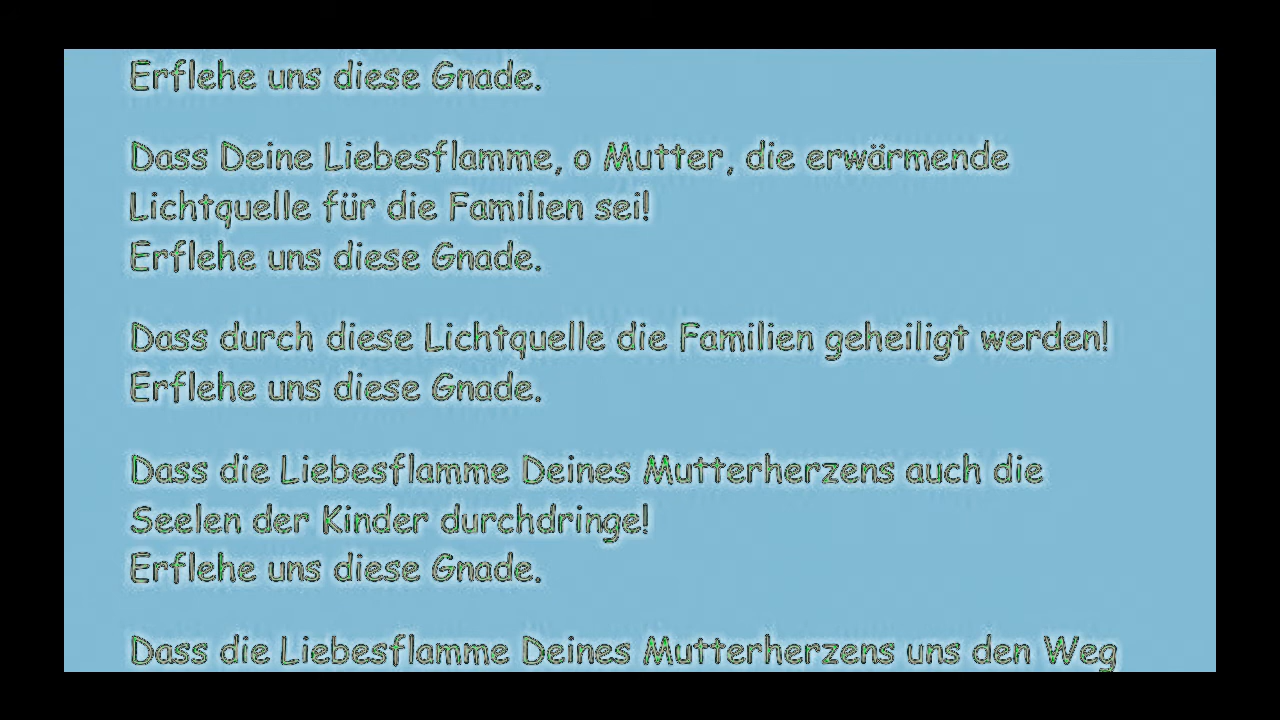 Erflehe uns diese Gnade.
Dass Deine Liebesflamme, o Mutter, die erwärmende
Lichtquelle für die Familien sei!
Erflehe uns diese Gnade.
Dass durch diese Lichtquelle die Familien geheiligt werden!
Erflehe uns diese Gnade.
Dass die Liebesflamme Deines Mutterherzens auch die
Seelen der Kinder durchdringe!
Erflehe uns diese Gnade.
Dass die Liebesflamme Deines Mutterherzens uns den Weg